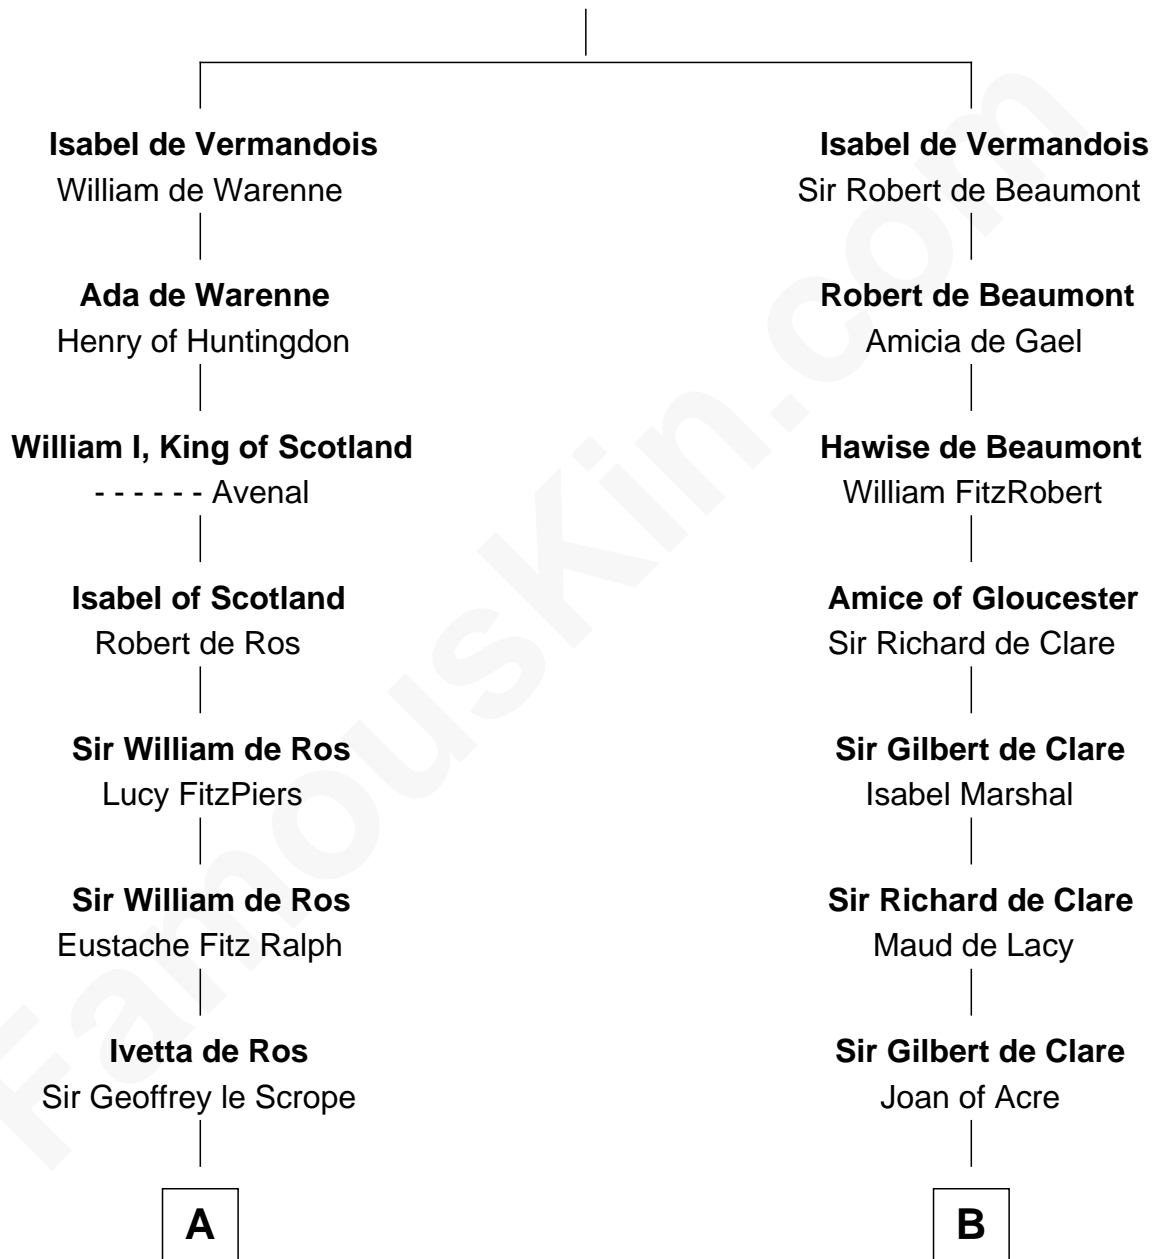 Isabel de Vermandois
William de Warenne
Ada de Warenne
Henry of Huntingdon
William I, King of Scotland
- - - - - - Avenal
Isabel of Scotland
Robert de Ros
Sir William de Ros
Lucy FitzPiers
Sir William de Ros
Eustache Fitz Ralph
Ivetta de Ros
Sir Geoffrey le Scrope
A
Isabel de Vermandois
Sir Robert de Beaumont
Robert de Beaumont
Amicia de Gael
Hawise de Beaumont
William FitzRobert
Amice of Gloucester
Sir Richard de Clare
Sir Gilbert de Clare
Isabel Marshal
Sir Richard de Clare
Maud de Lacy
Sir Gilbert de Clare
Joan of Acre
B
FamousKin.com